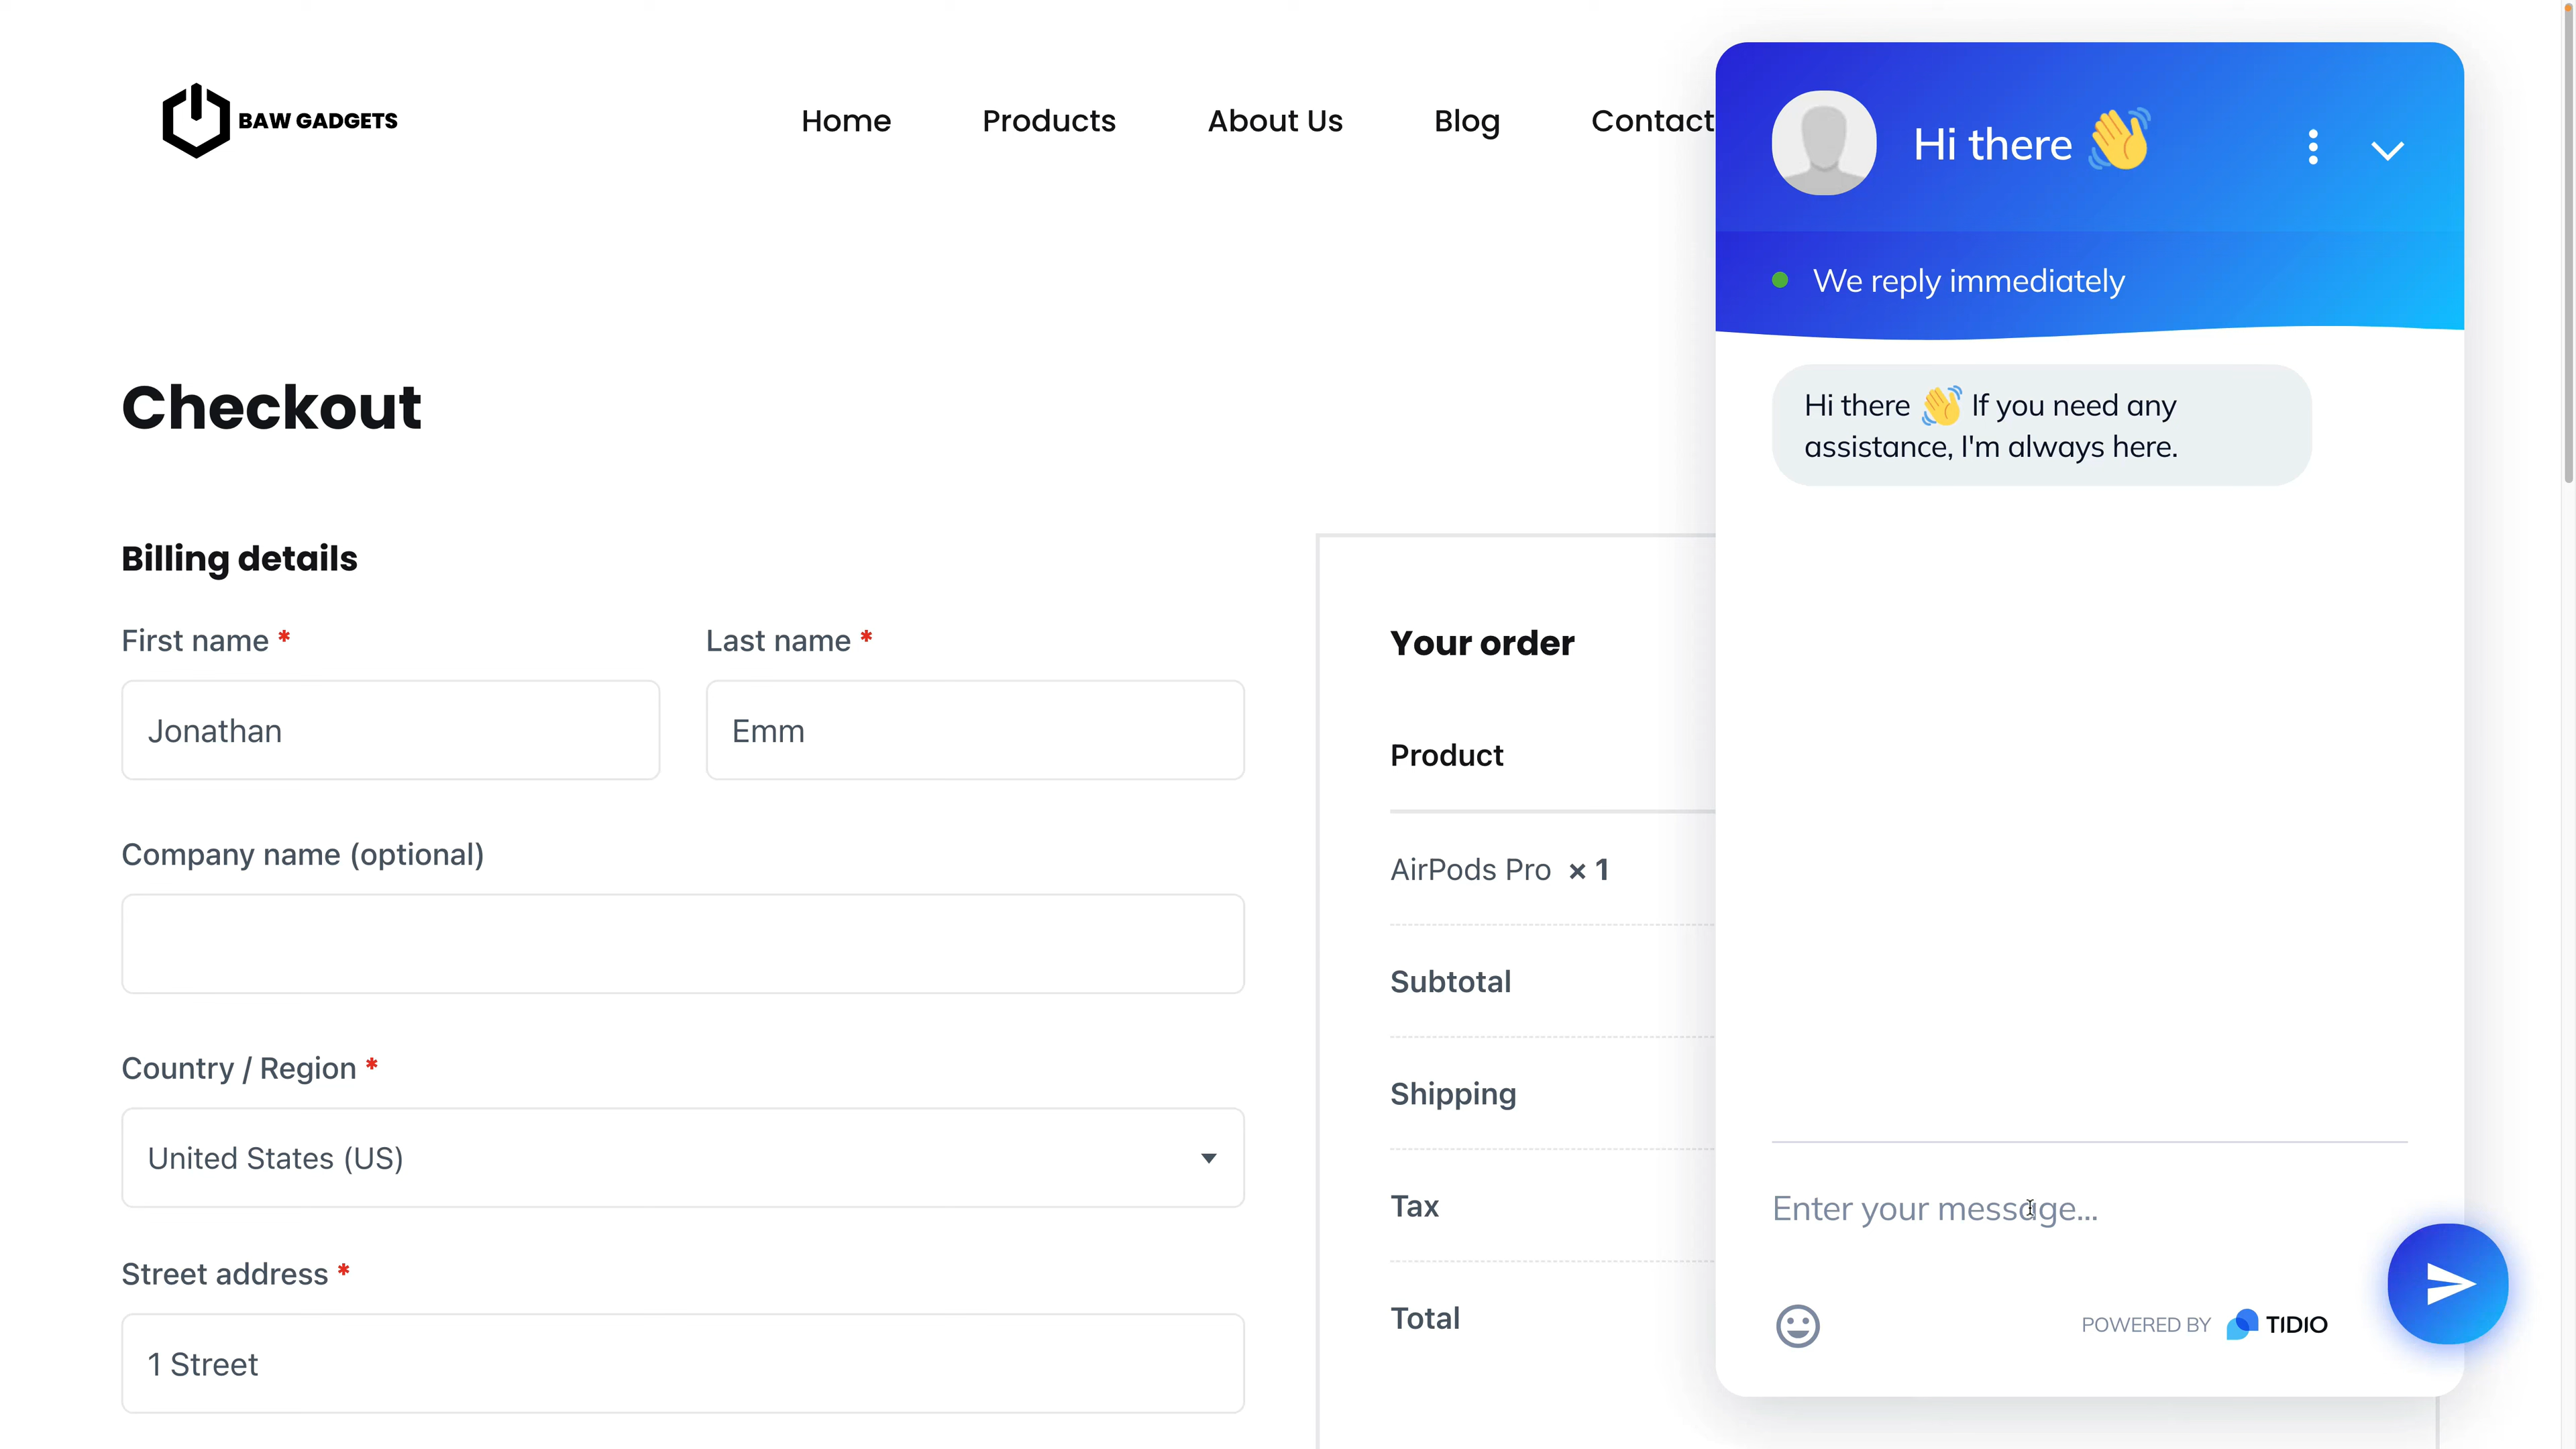 BAW GADGETS
Home Products About Us Blog Contact
Checkout
Billing details
First name *
Last name *
Jonathan
Emm
Company name (optional)
Country / Region *
United States (US)
Street address *
1 Street
Your order
Product
AirPods Pro × 1
Subtotal
Shipping
Tax
Total
Hi there 👋
We reply immediately
Hi there 👋 If you need any
assistance, I'm always here.
Enter your message...
POWERED BY TIDIO